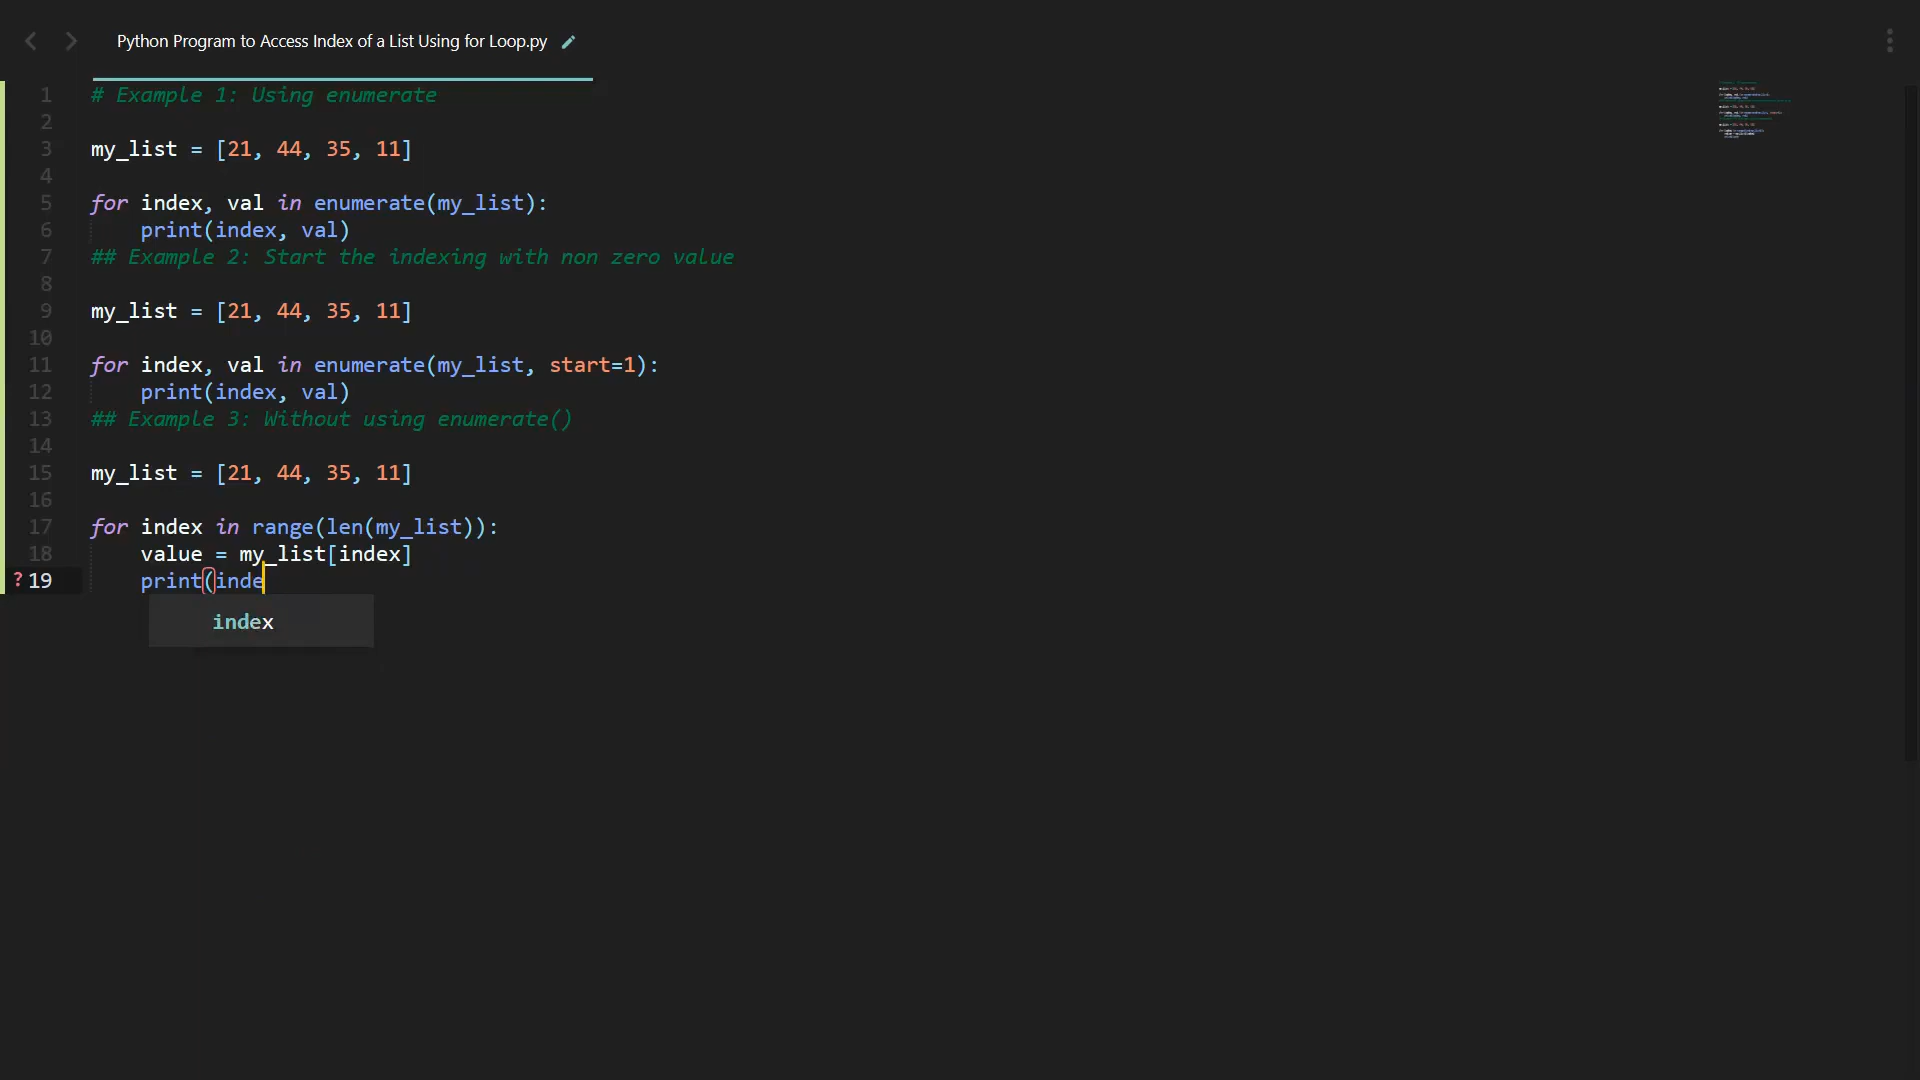 Python Program to Access Index of a List Using for Loop.py
1 # Example 1: Using enumerate
2
3 my_list = [21, 44, 35, 11]
4
5 for index, val in enumerate(my_list):
6     print(index, val)
7 ## Example 2: Start the indexing with non zero value
8
9 my_list = [21, 44, 35, 11]
10
11 for index, val in enumerate(my_list, start=1):
12     print(index, val)
13 ## Example 3: Without using enumerate()
14
15 my_list = [21, 44, 35, 11]
16
17 for index in range(len(my_list)):
18     value = my_list[index]
? 19     print(inde
index